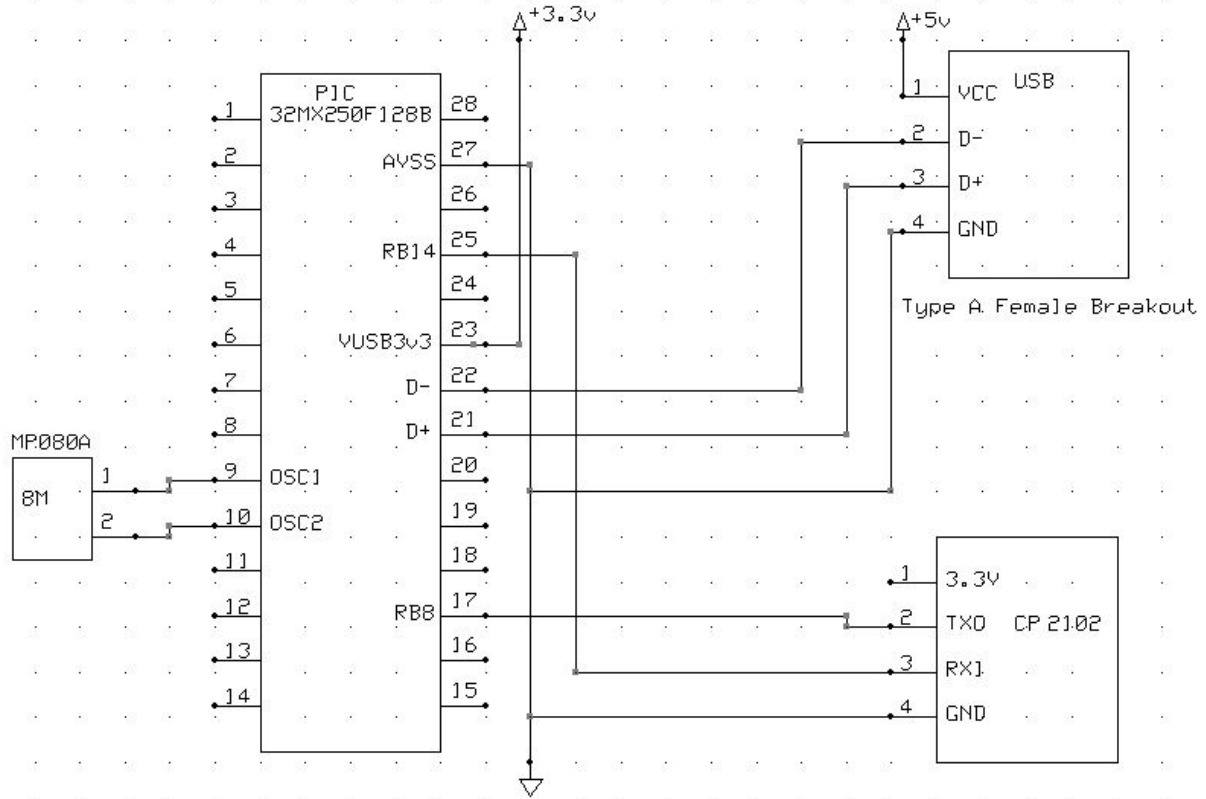 +3.3v
+5v
PIC
32MX250F128B
1
28
2
AVSS
27
3
26
4
RB14
25
5
24
6
VUSB3v3
23
7
D-
22
8
D+
21
9
OSC1
20
10
OSC2
19
11
18
12
RB8
17
13
16
14
15
USB
1
VCC
2
D-
3
D+
4
GND
Type A Female Breakout
MP080A
8M
1
2
1
3.3V
2
TXO
CP2102
3
RXI
4
GND